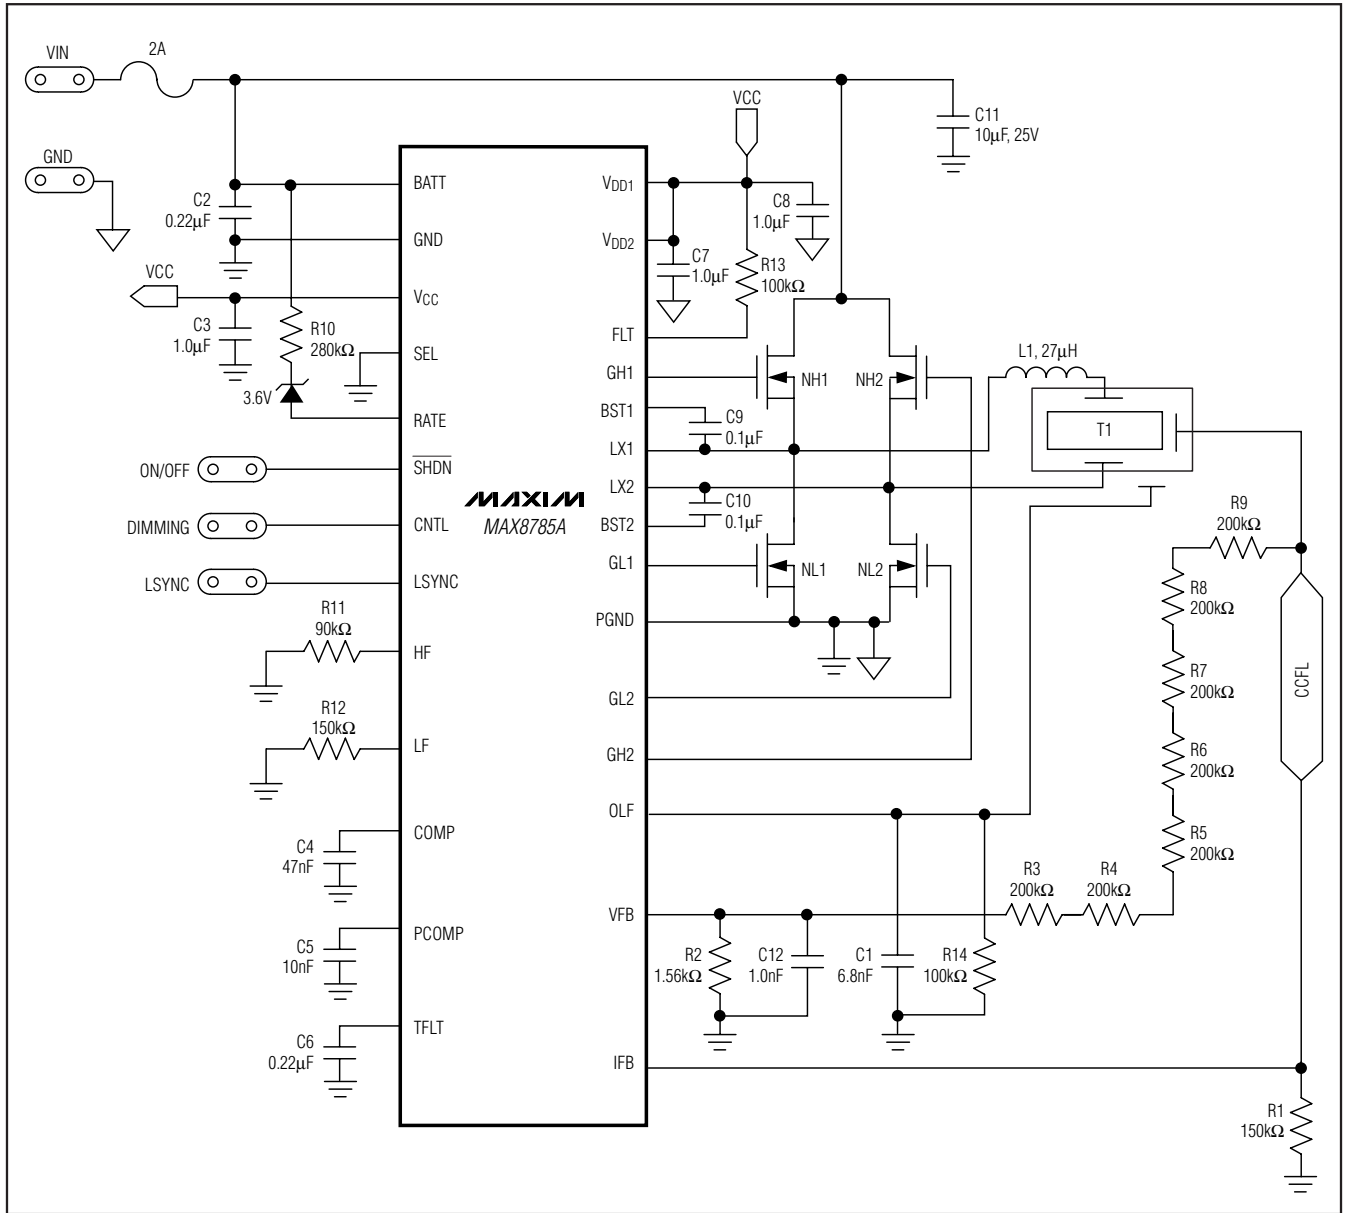 VIN
2A
GND
VCC
C11
10µF, 25V
BATT
C2
0.22µF
GND
VCC
VCC
C3
1.0µF
R10
280kΩ
SEL
3.6V
RATE
ON/OFF
SHDN
DIMMING
CNTL
LSYNC
LSYNC
R11
90kΩ
HF
R12
150kΩ
LF
COMP
C4
47nF
PCOMP
C5
10nF
TFLT
C6
0.22µF
MAXIM
MAX8785A
VDD1
C8
1.0µF
VDD2
C7
1.0µF
R13
100kΩ
FLT
GH1
NH1
NH2
L1, 27µH
BST1
C9
0.1µF
LX1
T1
LX2
C10
0.1µF
BST2
GL1
NL1
NL2
PGND
GL2
GH2
OLF
R9
200kΩ
R8
200kΩ
R7
200kΩ
R6
200kΩ
R5
200kΩ
CCFL
R3
200kΩ
R4
200kΩ
VFB
R2
1.56kΩ
C12
1.0nF
C1
6.8nF
R14
100kΩ
IFB
R1
150kΩ